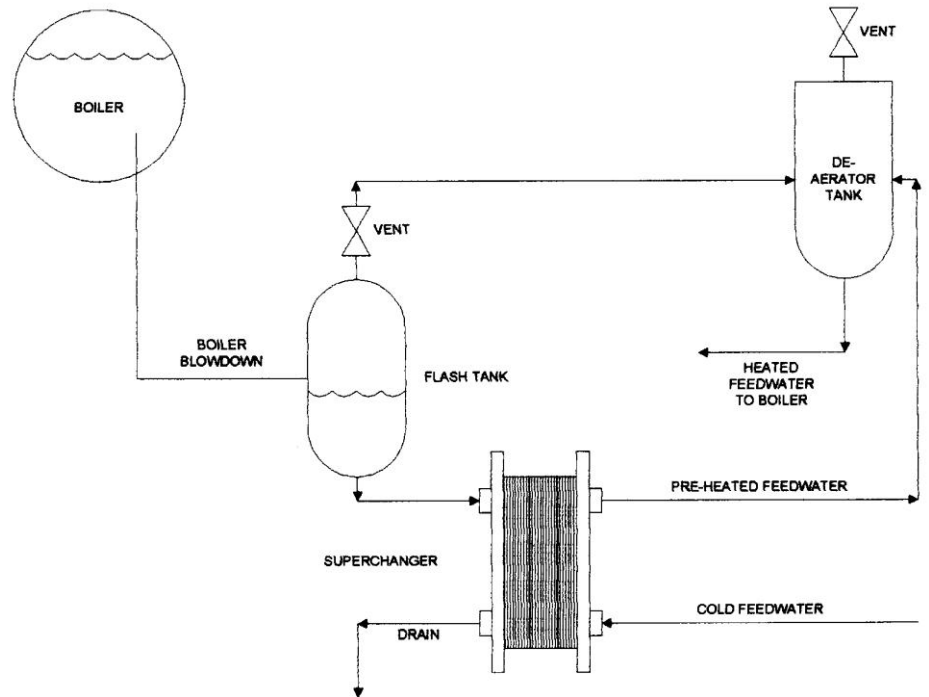 VENT
BOILER
DE-
AERATOR
TANK
VENT
BOILER
BLOWDOWN
FLASH TANK
HEATED
FEEDWATER
TO BOILER
PRE-HEATED FEEDWATER
SUPERCHANGER
COLD FEEDWATER
DRAIN